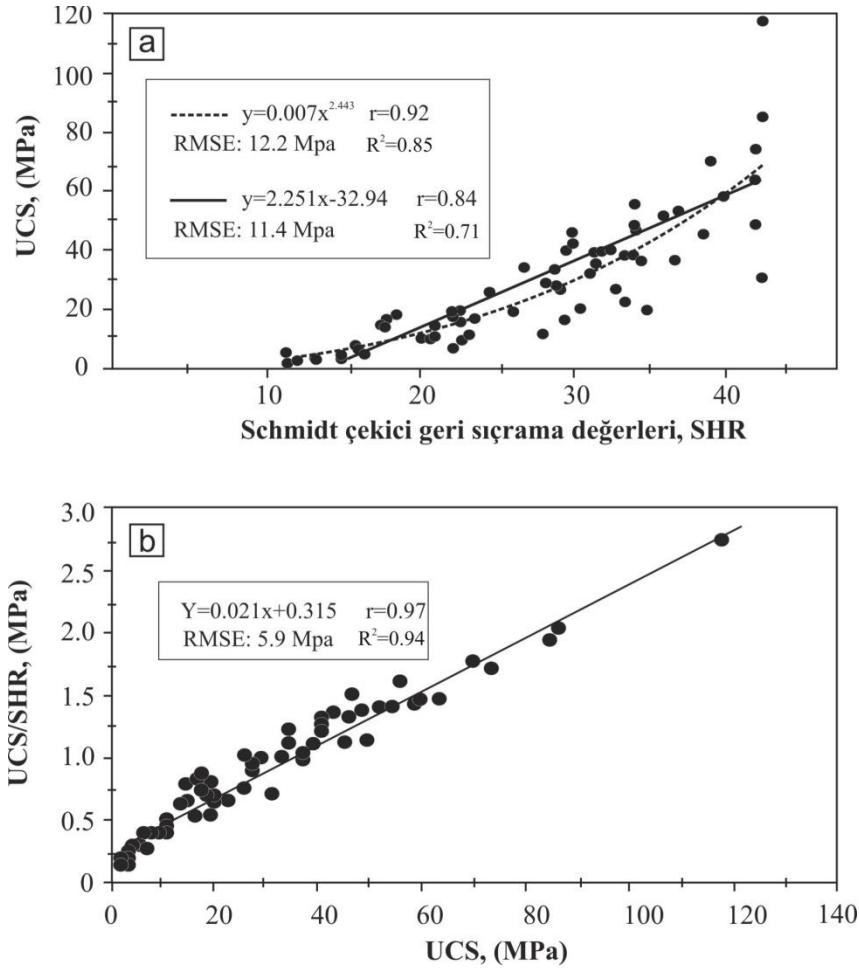 a
y=0.007x^2.443 r=0.92
RMSE: 12.2 Mpa R²=0.85
y=2.251x-32.94 r=0.84
RMSE: 11.4 Mpa R²=0.71
UCS, (MPa)
120
100
80
60
40
20
0
10 20 30 40
Schmidt çekici geri sıçrama değerleri, SHR
b
Y=0.021x+0.315 r=0.97
RMSE: 5.9 Mpa R²=0.94
UCS/SHR, (MPa)
3.0
2.5
2.0
1.5
1.0
0.5
0
0 20 40 60 80 100 120 140
UCS, (MPa)